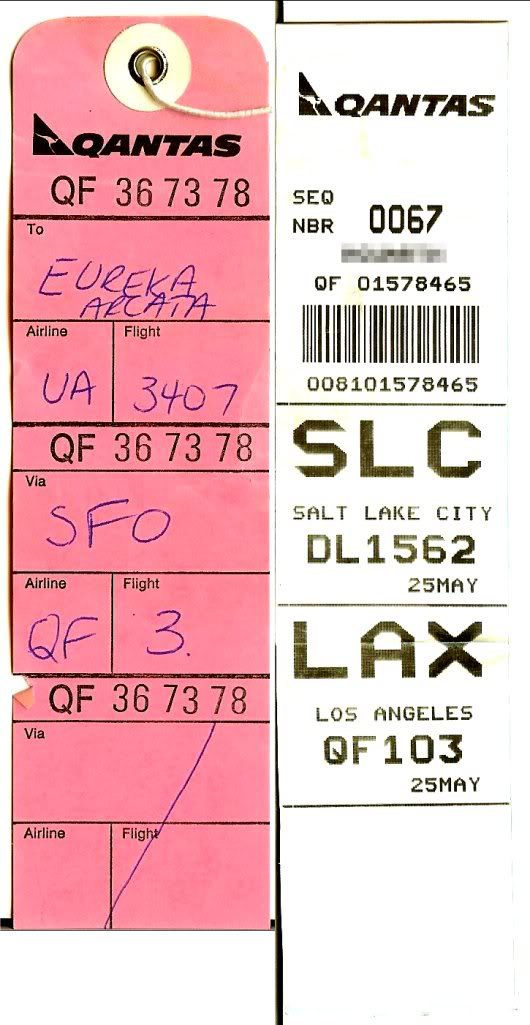 QANTAS
QF 36 73 78
To
EUREKA
ARCATA
Airline Flight
UA 3407
QF 36 73 78
Via
SFO
Airline Flight
QF 3.
QF 36 73 78
Via
Airline Flight
QANTAS
SEQ
NBR 0067
QF 01578465
008101578465
SLC
SALT LAKE CITY
DL1562
25MAY
LAX
LOS ANGELES
QF103
25MAY